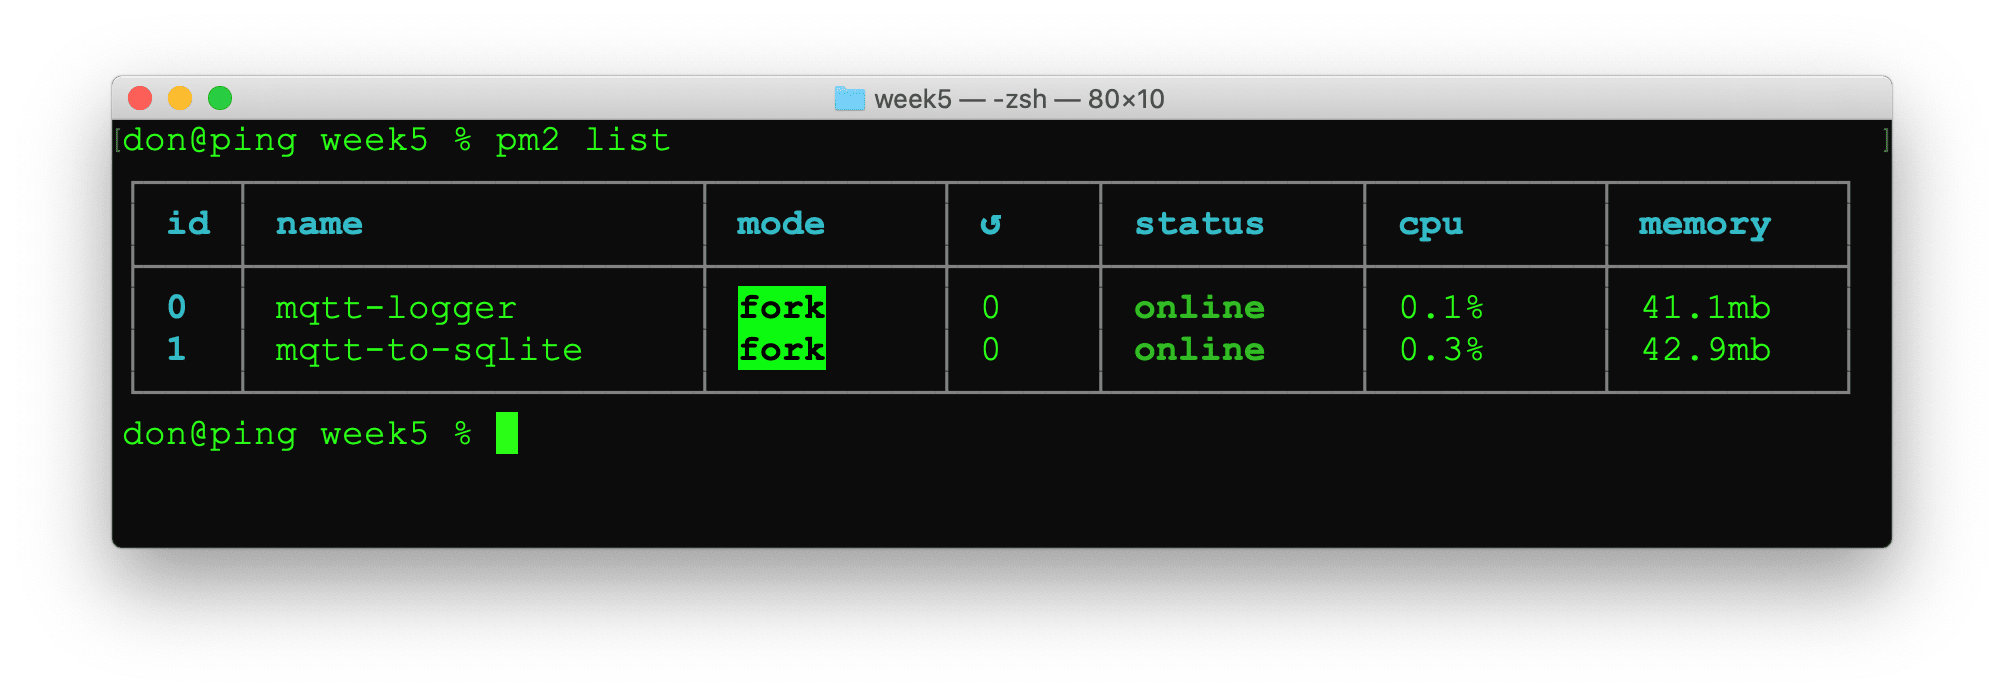 week5 — -zsh — 80×10
[don@ping week5 % pm2 list ]
id name mode ↺ status cpu memory
0 mqtt-logger fork 0 online 0.1% 41.1mb
1 mqtt-to-sqlite fork 0 online 0.3% 42.9mb
don@ping week5 %